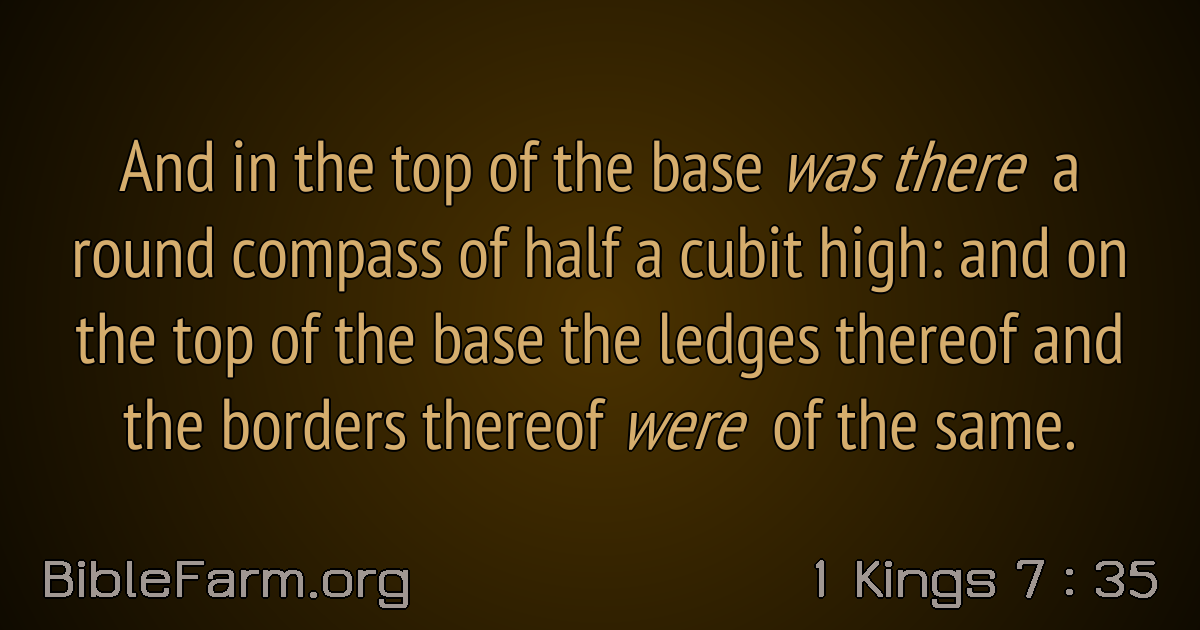 And in the top of the base was there a
round compass of half a cubit high: and on
the top of the base the ledges thereof and
the borders thereof were of the same.
BibleFarm.org
1 Kings 7 : 35